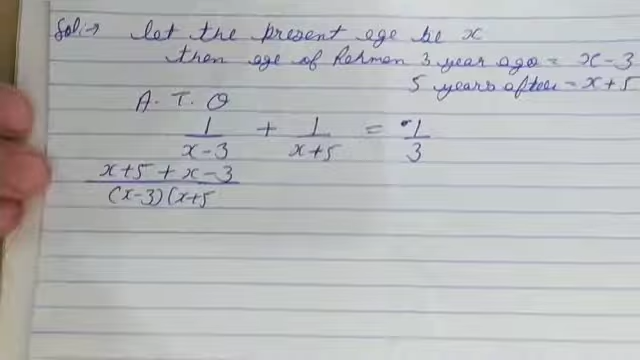 Sol:→ let the present age be x
then age of Rehman 3 year ago = x-3
5 years after = x+5
A. T. Q
1/(x-3) + 1/(x+5) = 1/3
(x+5+x-3)/((x-3)(x+5